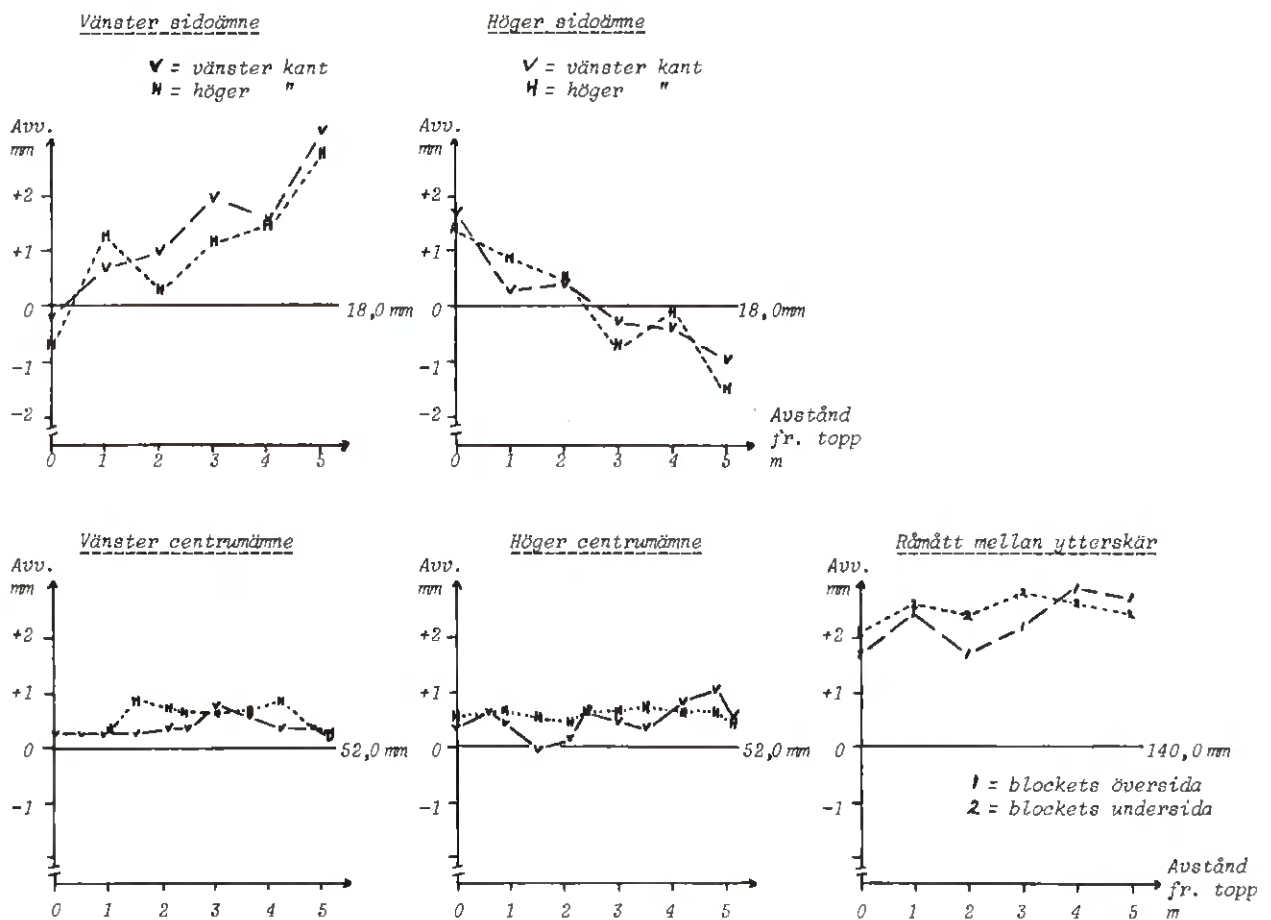 Vänster sidoämne
V = vänster kant
H = höger "
Avv.
mm
+2
+1
0
-1
-2
18,0 mm
0 1 2 3 4 5
Höger sidoämne
V = vänster kant
H = höger "
Avv.
mm
+2
+1
0
-1
-2
18,0mm
0 1 2 3 4 5
Avstånd
fr. topp
m
Vänster centrumämne
Avv.
mm
+2
+1
0
-1
52,0 mm
0 1 2 3 4 5
Höger centrumämne
Avv.
mm
+2
+1
0
-1
52,0 mm
0 1 2 3 4 5
Råmått mellan ytterskär
Avv.
mm
+2
+1
0
-1
140,0 mm
1 = blockets översida
2 = blockets undersida
0 1 2 3 4 5
Avstånd
fr. topp
m